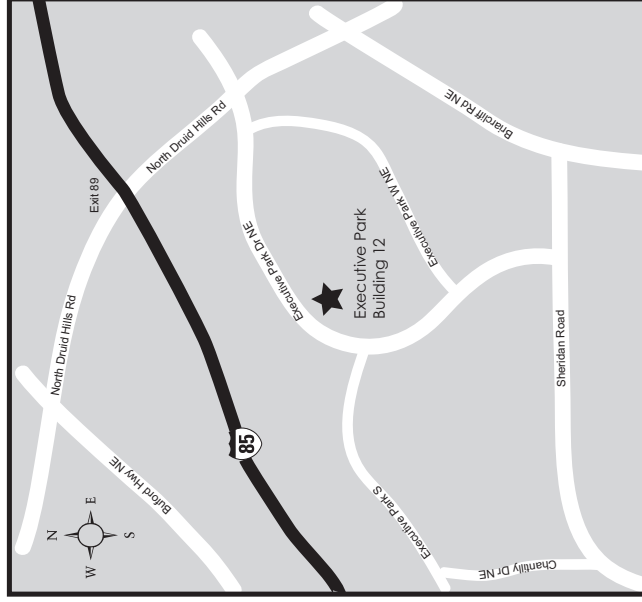 Exit 89
North Druid Hills Rd
North Druid Hills Rd
Buford Hwy NE
85
N
W
E
S
Executive Park Dr NE
Executive Park
Building 12
Executive Park W NE
Briarcliff Rd NE
Executive Park S
Sheridan Road
Chantilly Dr NE